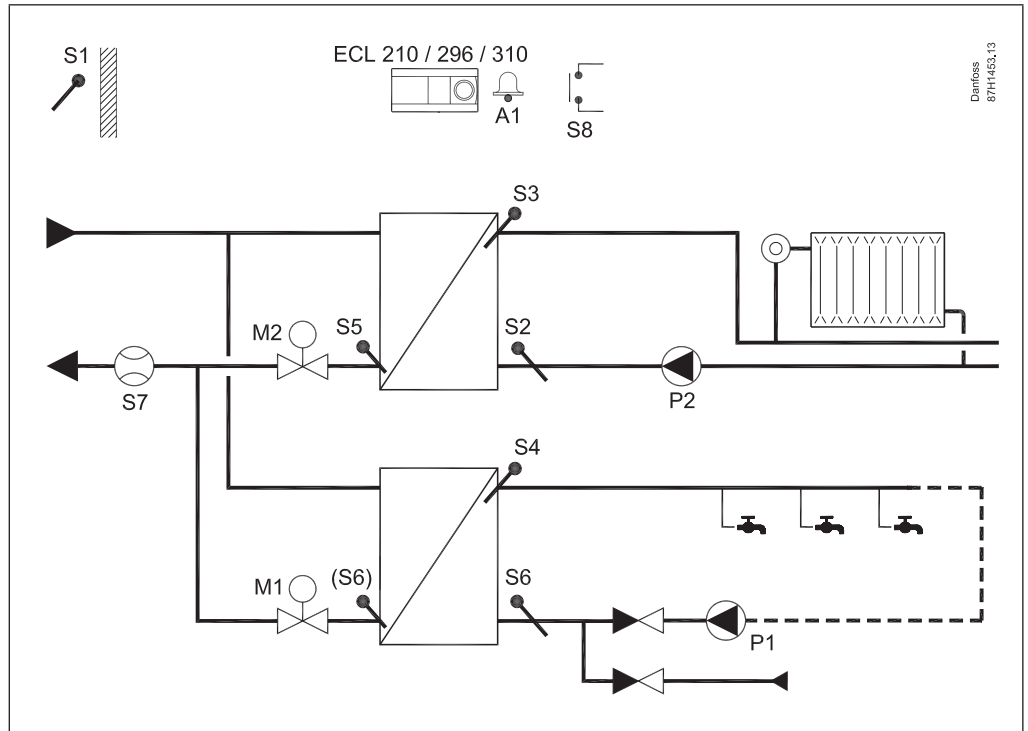 S1
ECL 210 / 296 / 310
A1
S8
Danfoss
87H1453.13
S3
M2
S5
S2
S7
P2
S4
M1
(S6)
S6
P1